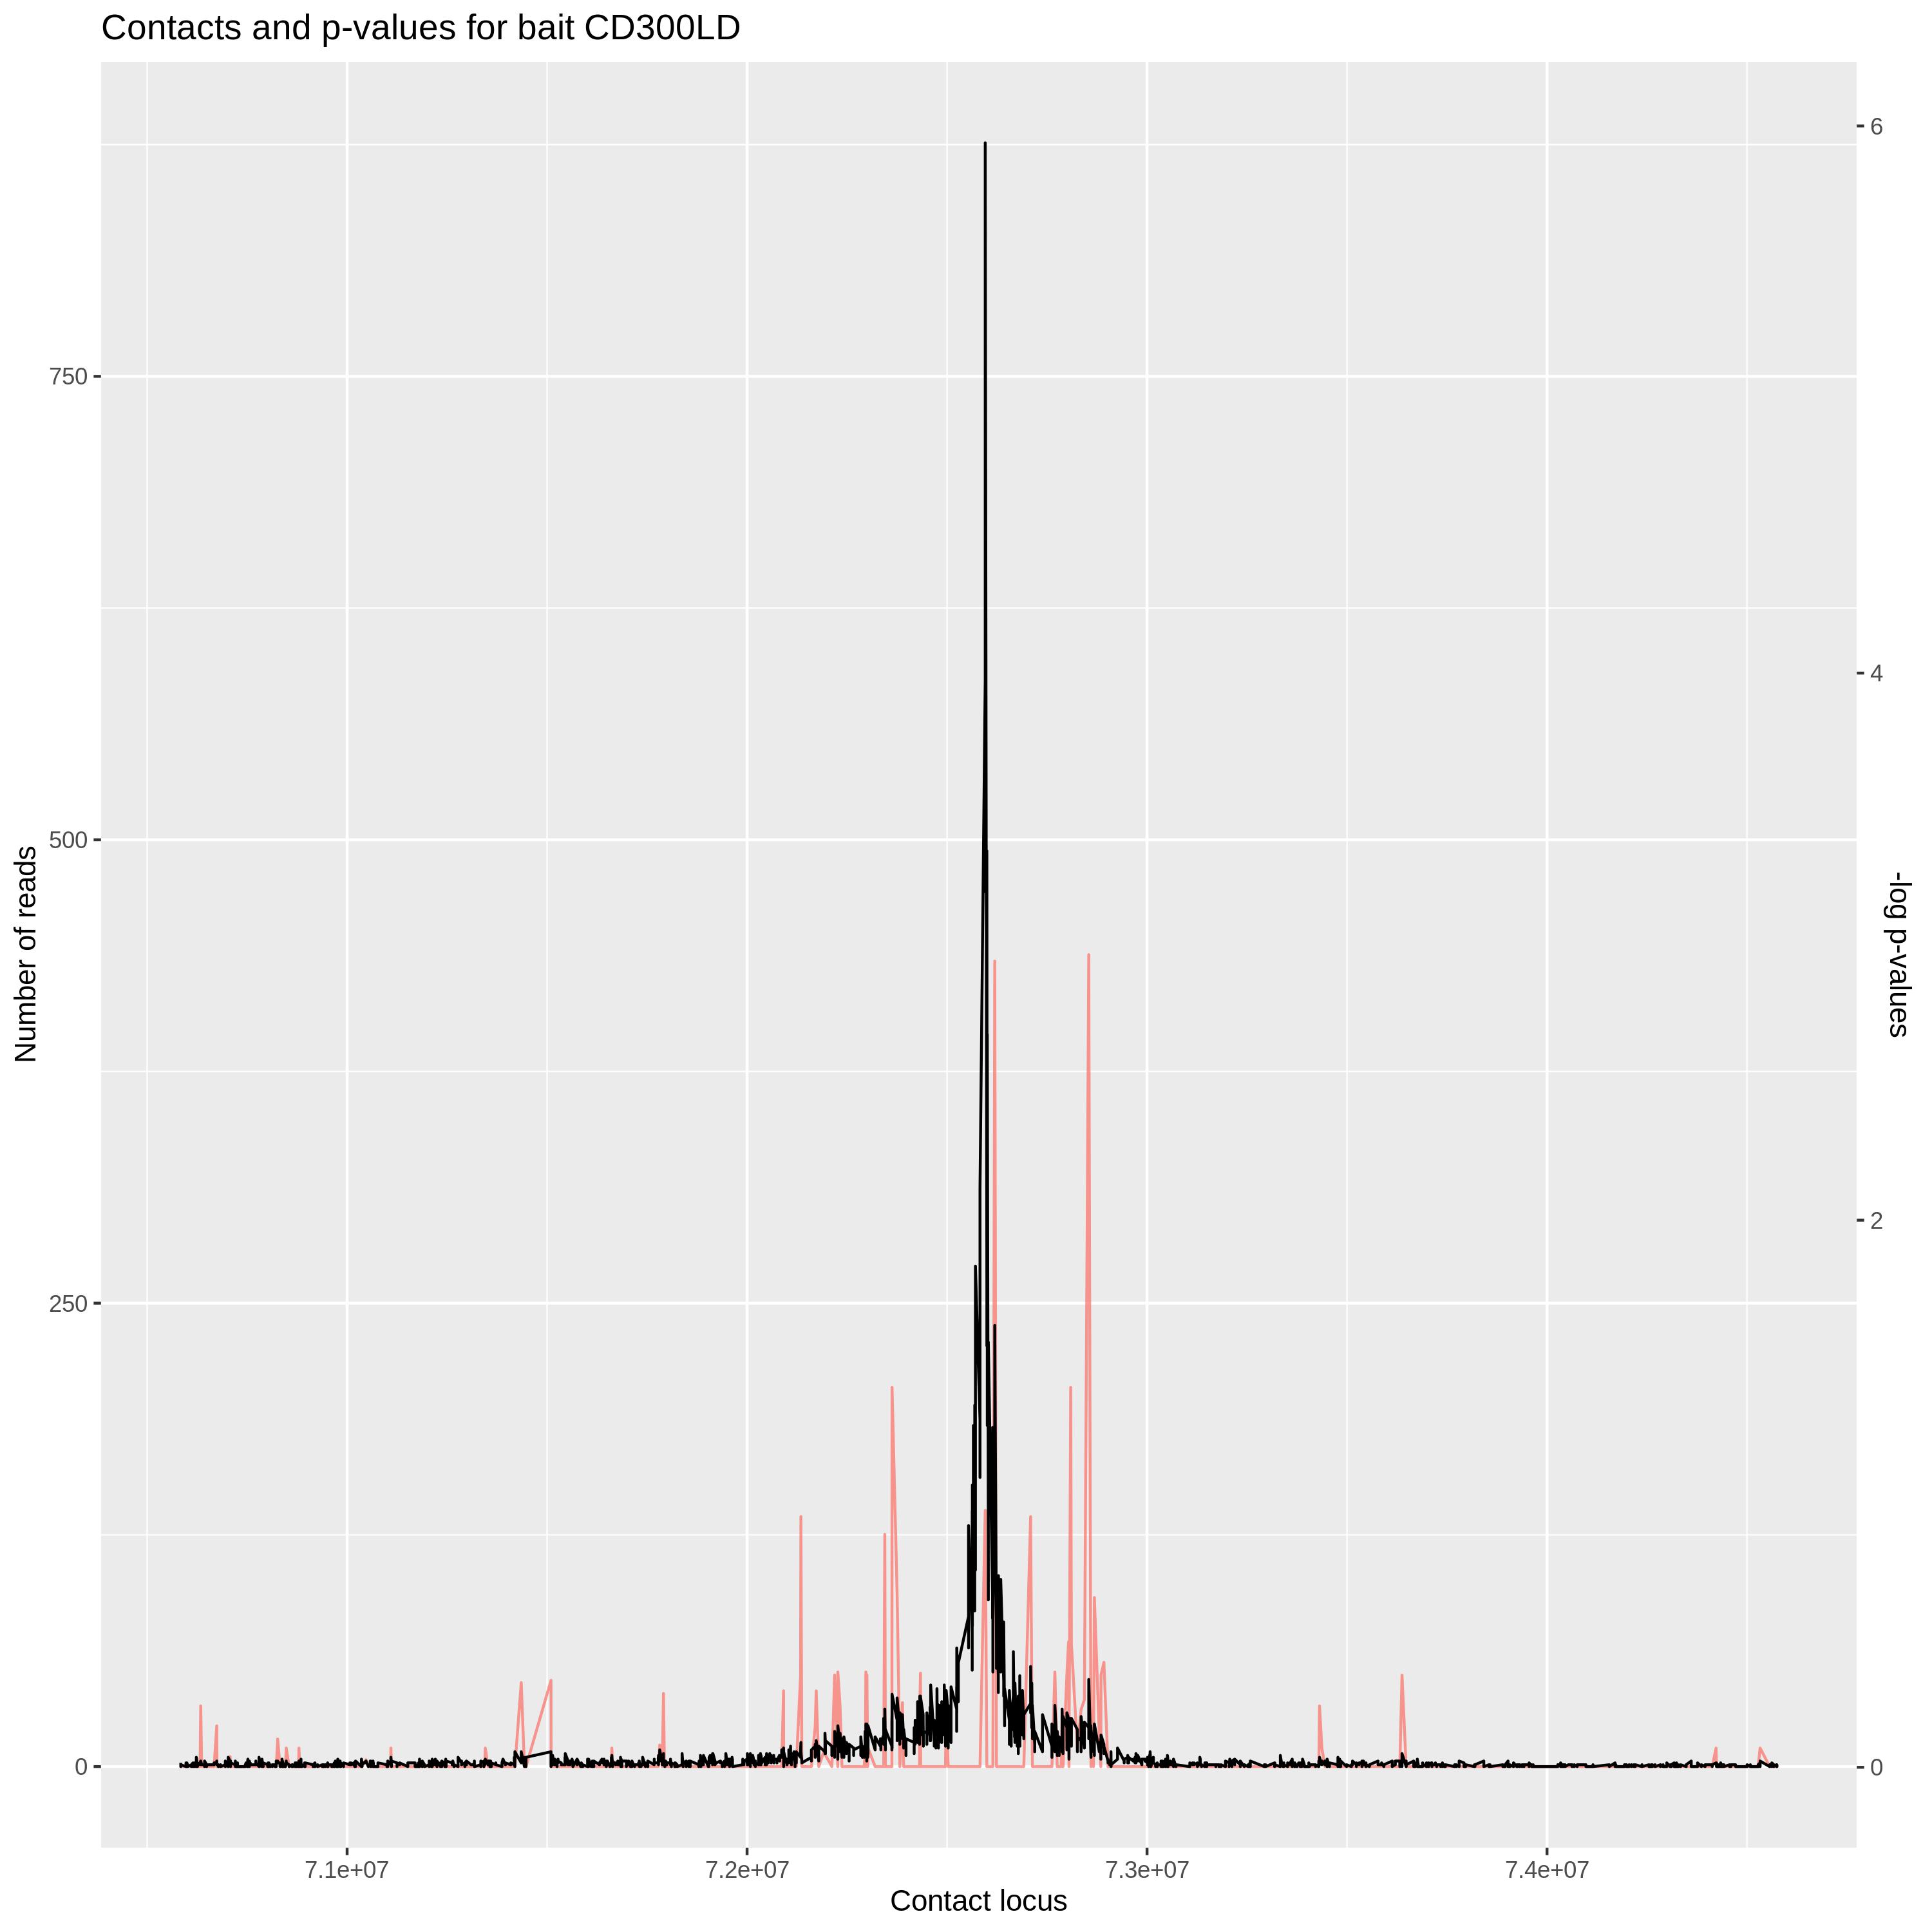 Contacts and p-values for bait CD300LD
6
750
4
500
Number of reads
-log p-values
2
250
0
0
7.1e+07
7.2e+07
7.3e+07
7.4e+07
Contact locus